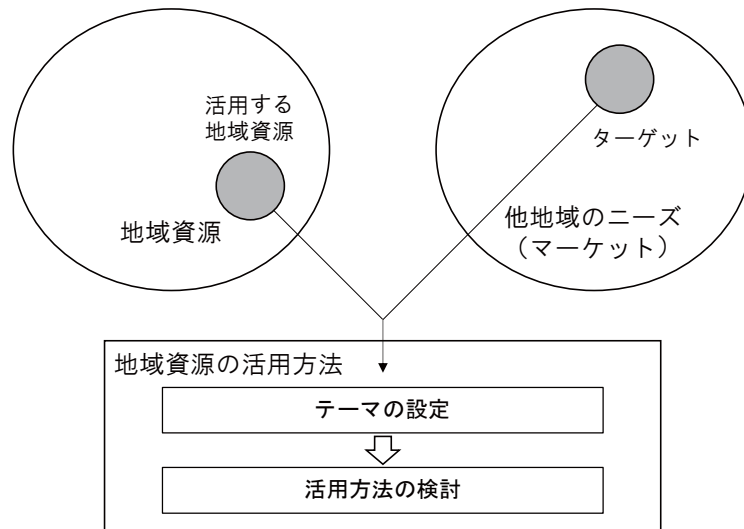 活用する
地域資源
地域資源
ターゲット
他地域のニーズ
（マーケット）
地域資源の活用方法
テーマの設定
活用方法の検討